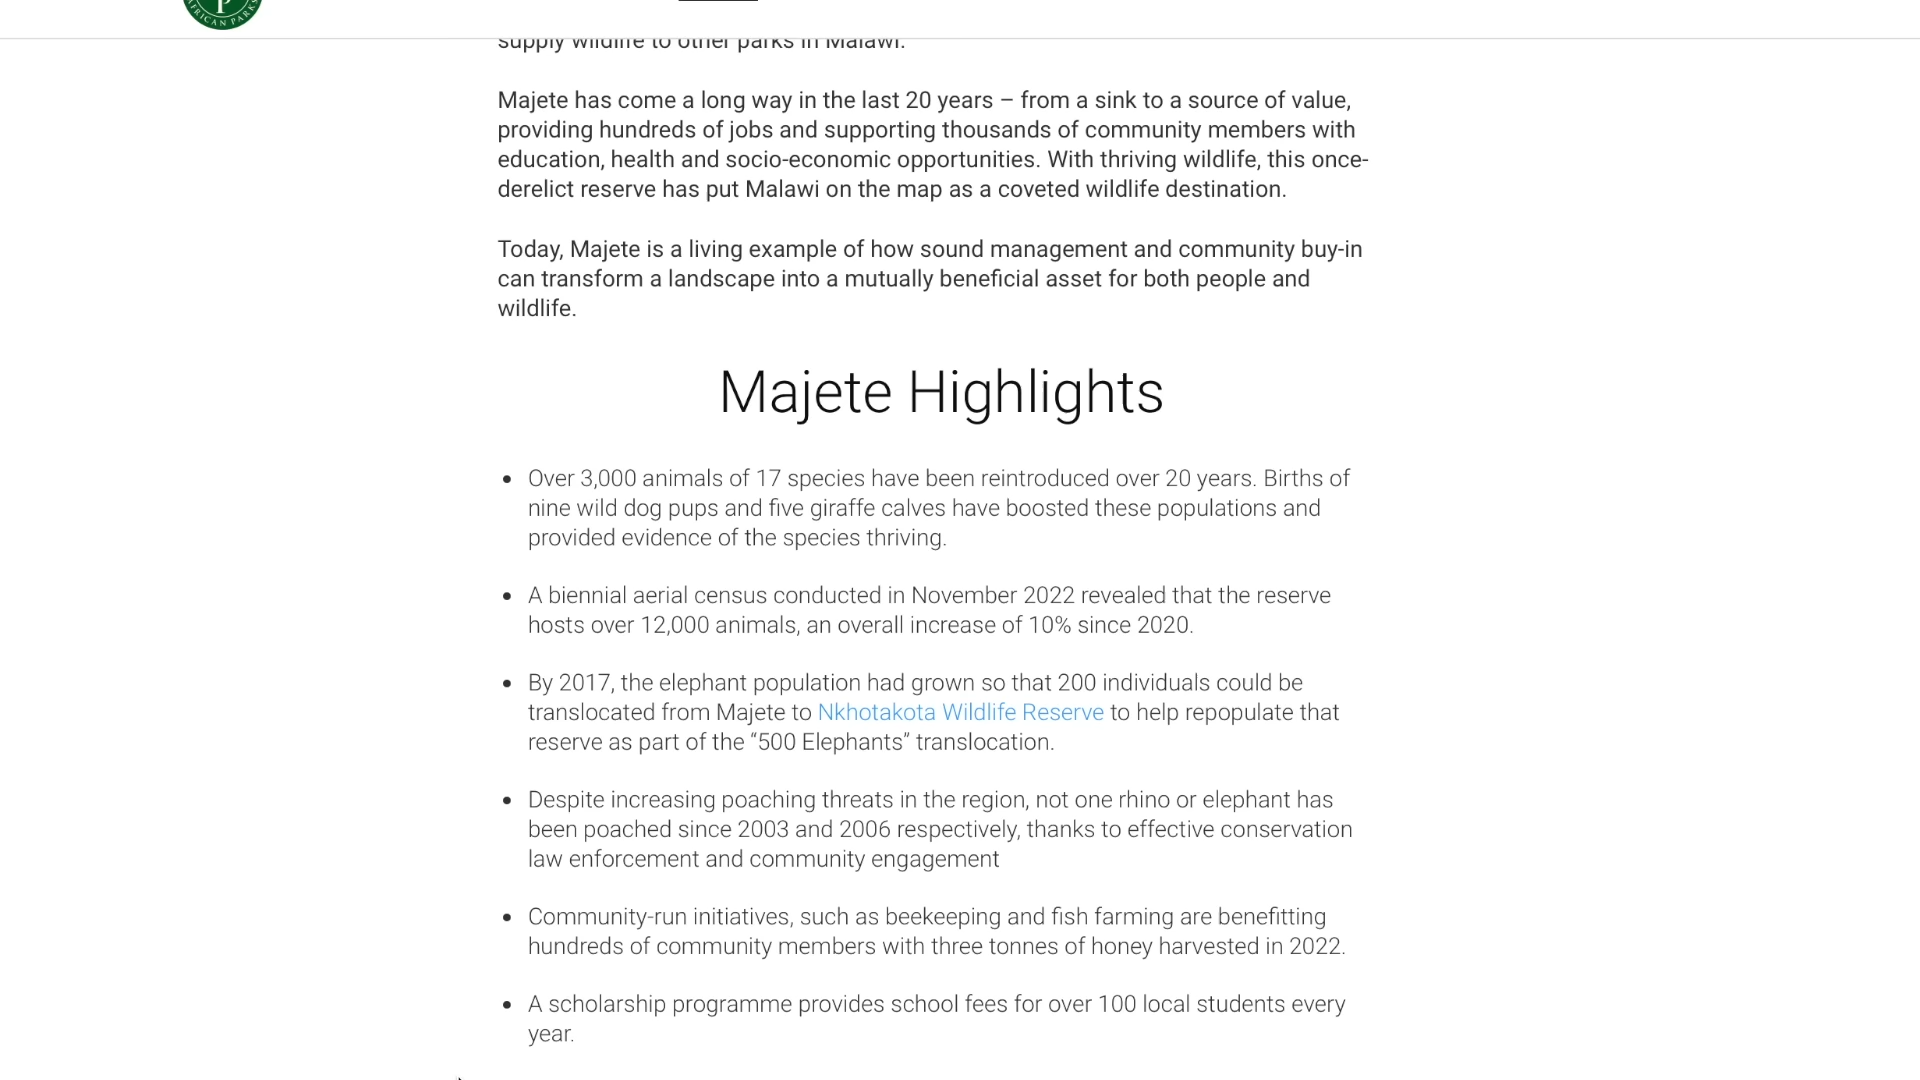 AFRICAN PARKS
supply wildlife to other parks in Malawi.
Majete has come a long way in the last 20 years – from a sink to a source of value,
providing hundreds of jobs and supporting thousands of community members with
education, health and socio-economic opportunities. With thriving wildlife, this once-
derelict reserve has put Malawi on the map as a coveted wildlife destination.
Today, Majete is a living example of how sound management and community buy-in
can transform a landscape into a mutually beneficial asset for both people and
wildlife.
Majete Highlights
• Over 3,000 animals of 17 species have been reintroduced over 20 years. Births of
nine wild dog pups and five giraffe calves have boosted these populations and
provided evidence of the species thriving.
• A biennial aerial census conducted in November 2022 revealed that the reserve
hosts over 12,000 animals, an overall increase of 10% since 2020.
• By 2017, the elephant population had grown so that 200 individuals could be
translocated from Majete to Nkhotakota Wildlife Reserve to help repopulate that
reserve as part of the “500 Elephants” translocation.
• Despite increasing poaching threats in the region, not one rhino or elephant has
been poached since 2003 and 2006 respectively, thanks to effective conservation
law enforcement and community engagement
• Community-run initiatives, such as beekeeping and fish farming are benefitting
hundreds of community members with three tonnes of honey harvested in 2022.
• A scholarship programme provides school fees for over 100 local students every
year.